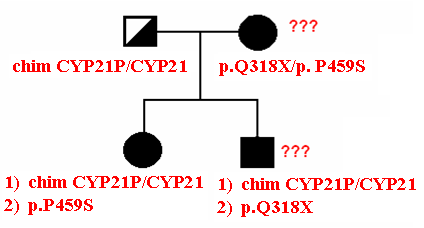 ???
chim CYP21P/CYP21 p.Q318X/p. P459S
???
1) chim CYP21P/CYP21
2) p.P459S
1) chim CYP21P/CYP21
2) p.Q318X